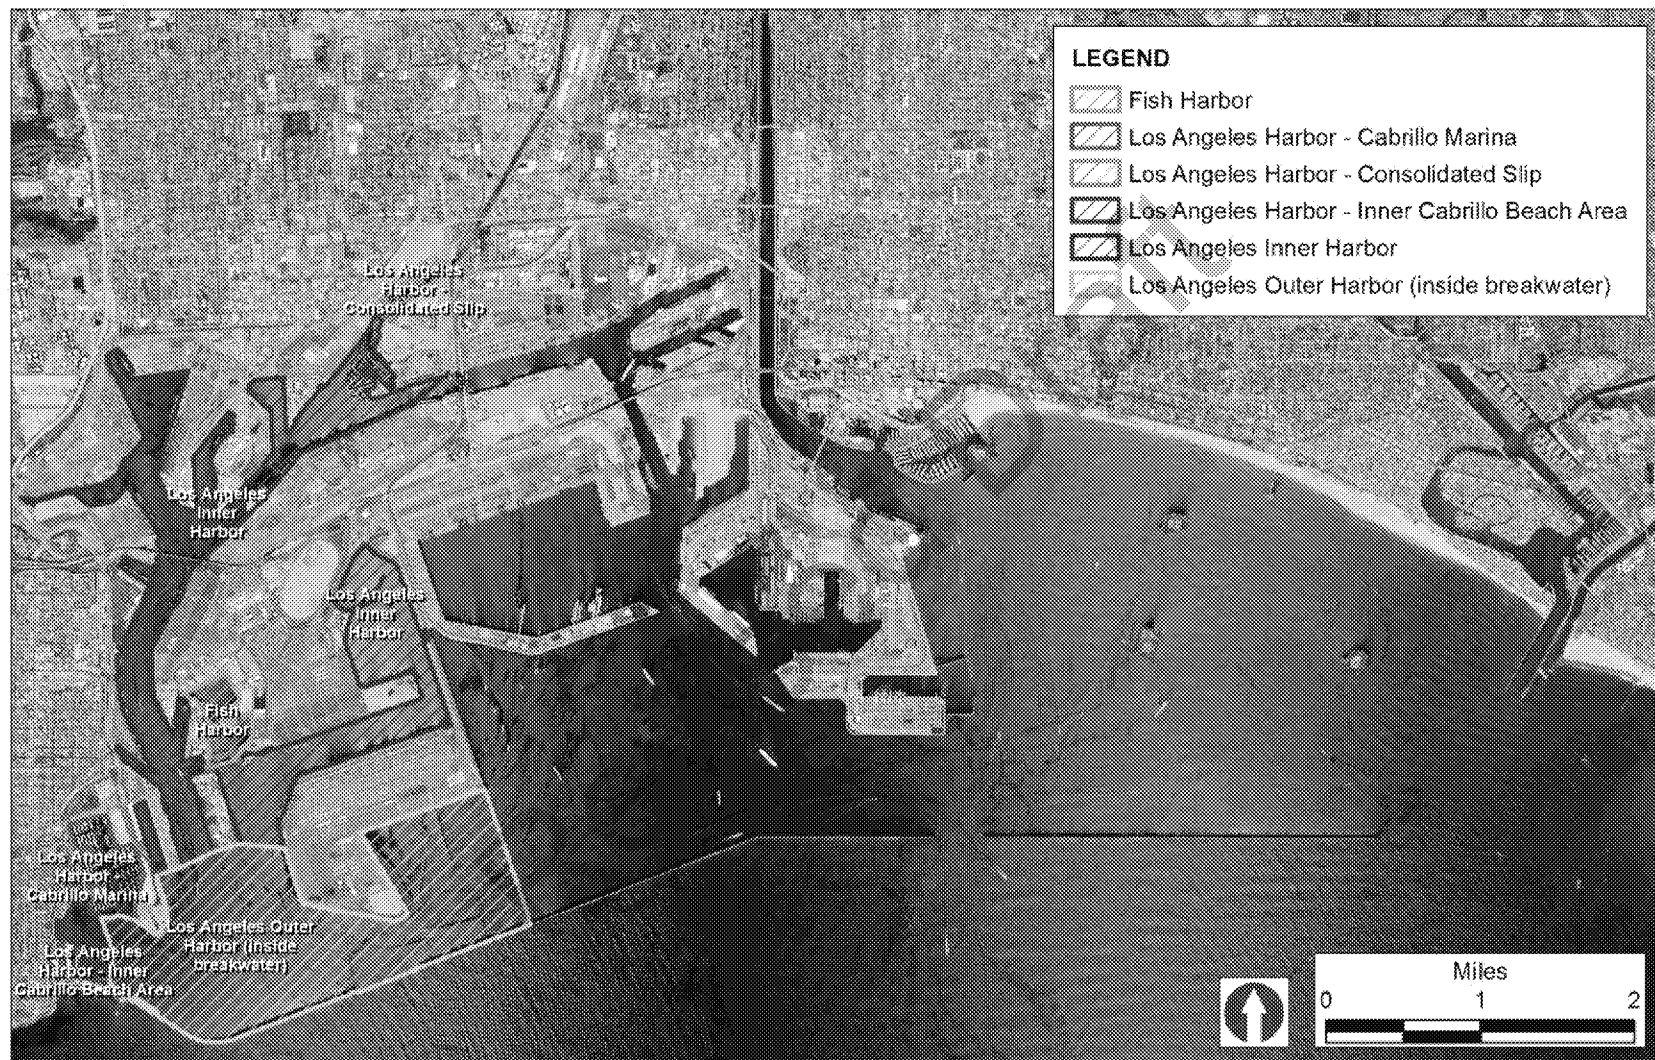 LEGEND
Fish Harbor
Los Angeles Harbor - Cabrillo Marina
Los Angeles Harbor - Consolidated Slip
Los Angeles Harbor - Inner Cabrillo Beach Area
Los Angeles Inner Harbor
Los Angeles Outer Harbor (inside breakwater)
Los Angeles
Harbor -
Consolidated Slip
Los Angeles
Inner
Harbor
Los Angeles
Inner
Harbor
Fish
Harbor
Los Angeles
Harbor -
Cabrillo Marina
Los Angeles Outer
Harbor (inside
breakwater)
Los Angeles
Harbor - Inner
Cabrillo Beach Area
Miles
0 1 2